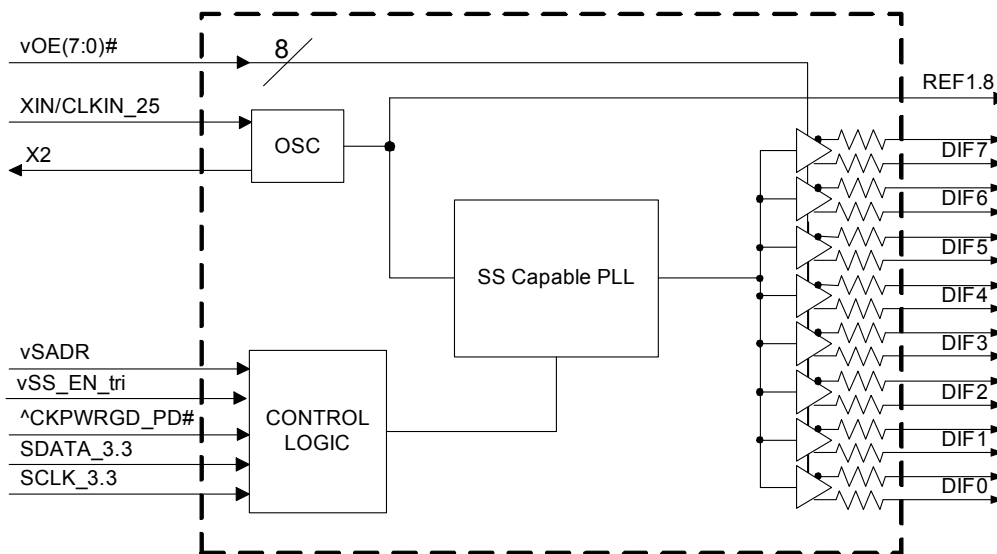 vOE(7:0)#
8
REF1.8
XIN/CLKIN_25
OSC
X2
DIF7
DIF6
DIF5
SS Capable PLL
DIF4
DIF3
vSADR
vSS_EN_tri
DIF2
^CKPWRGD_PD#
CONTROL
LOGIC
DIF1
SDATA_3.3
SCLK_3.3
DIF0